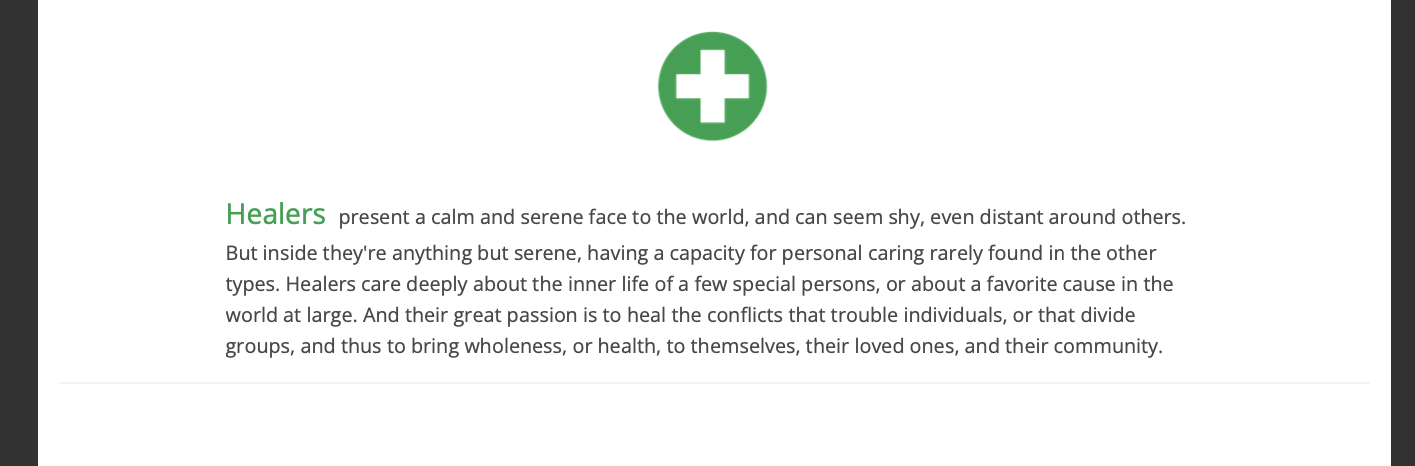 Healers present a calm and serene face to the world, and can seem shy, even distant around others.
But inside they're anything but serene, having a capacity for personal caring rarely found in the other
types. Healers care deeply about the inner life of a few special persons, or about a favorite cause in the
world at large. And their great passion is to heal the conflicts that trouble individuals, or that divide
groups, and thus to bring wholeness, or health, to themselves, their loved ones, and their community.